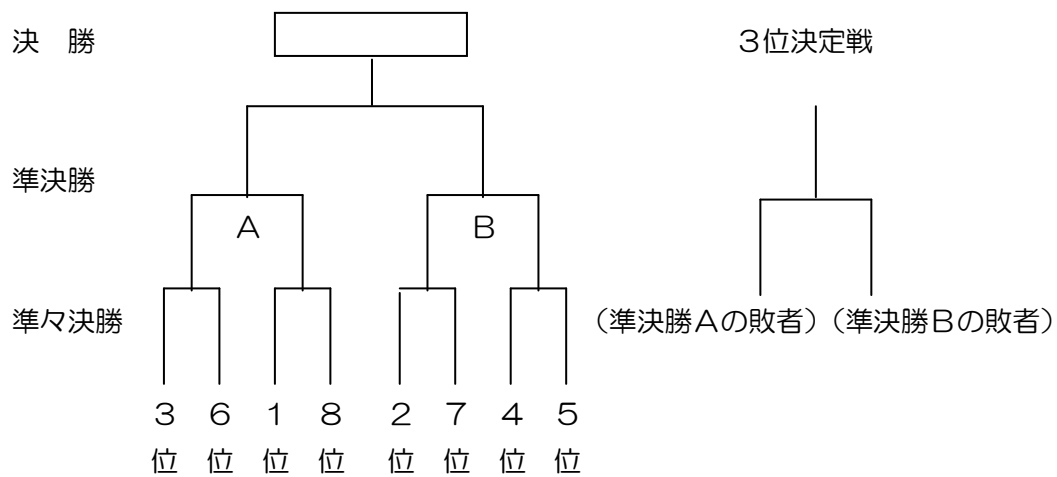 決　勝
３位決定戦
準決勝
A
B
準々決勝
（準決勝Aの敗者）（準決勝Bの敗者）
３位　６位　１位　８位　２位　７位　４位　５位